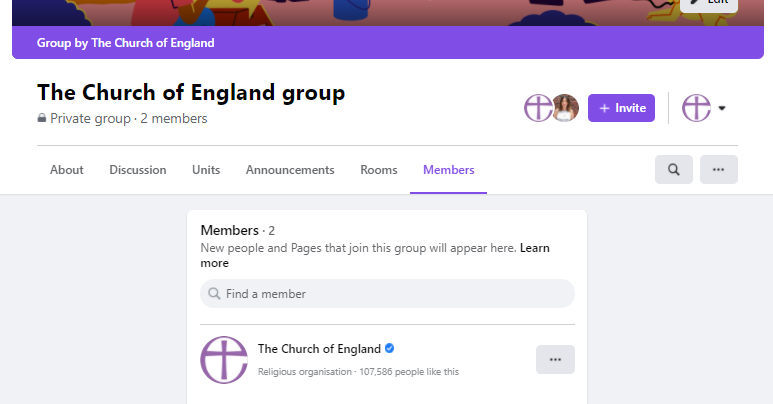 Edit
Group by The Church of England
The Church of England group
Private group · 2 members
+ Invite
About Discussion Units Announcements Rooms Members
Members · 2
New people and Pages that join this group will appear here. Learn
more
Find a member
The Church of England
Religious organisation · 107,586 people like this